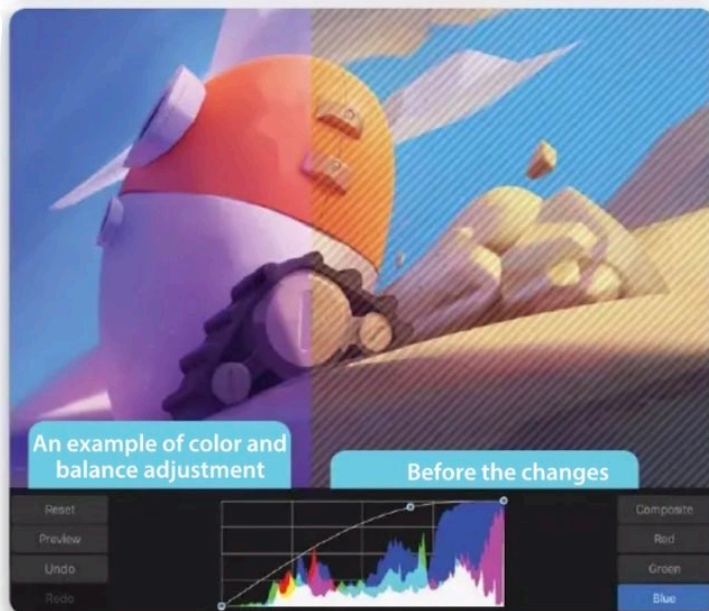 An example of color and
balance adjustment
Before the changes
Reset
Preview
Undo
Redo
Composite
Red
Green
Blue